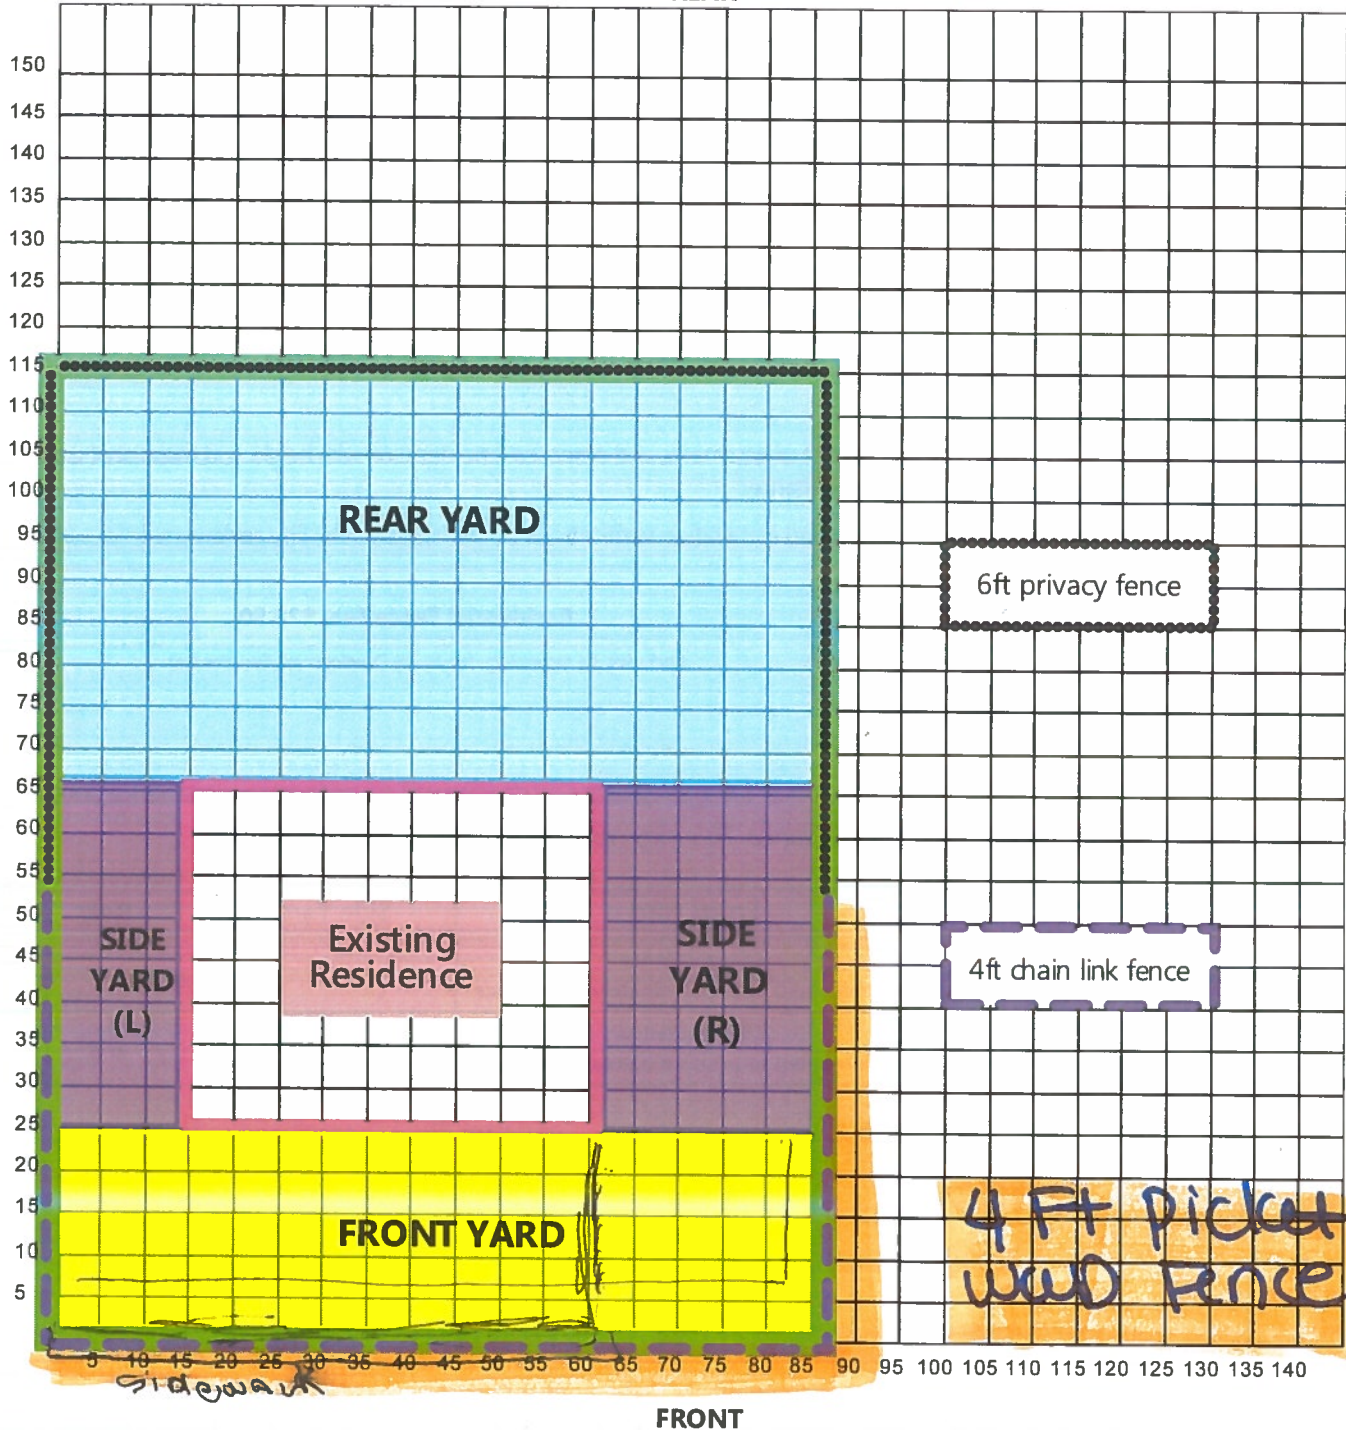 150
145
140
135
130
125
120
115
110
105
100
95
90
85
80
75
70
65
60
55
50
45
40
35
30
25
20
15
10
5
REAR YARD
6ft privacy fence
SIDE
YARD
(L)
Existing
Residence
SIDE
YARD
(R)
4ft chain link fence
FRONT YARD
4 Ft picket
wood Fence
5 10 15 20 26 30 35 40 45 50 55 60 65 70 75 80 85 90 95 100 105 110 115 120 125 130 135 140
Sidewalk
FRONT